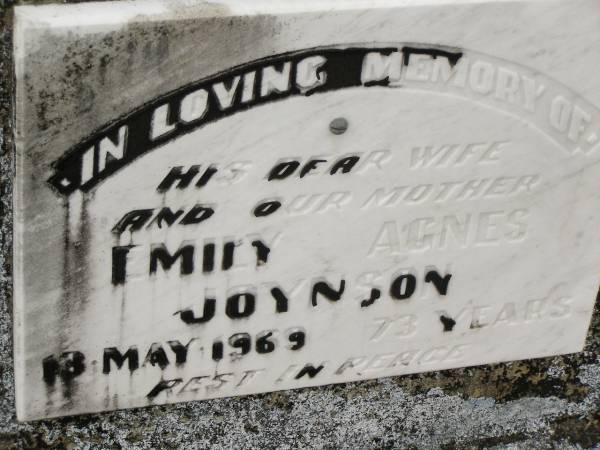 IN LOVING MEMORY OF
HIS DEAR WIFE
AND OUR MOTHER
EMILY AGNES
JOYNSON
18 MAY 1969 73 YEARS
REST IN PEACE